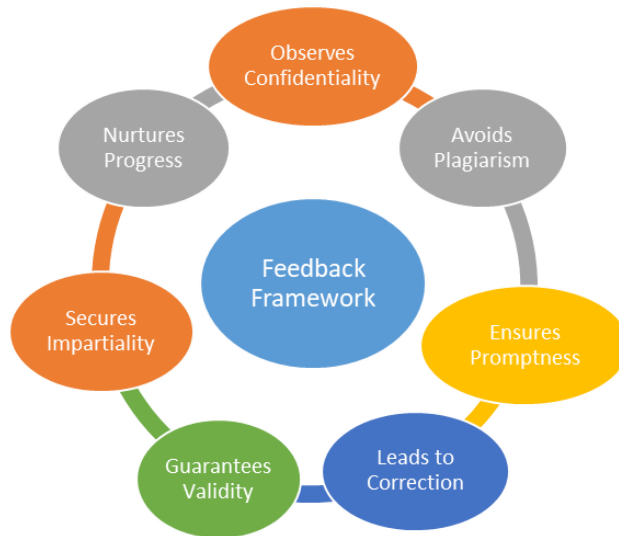 Observes
Confidentiality
Avoids
Plagiarism
Ensures
Promptness
Leads to
Correction
Guarantees
Validity
Secures
Impartiality
Nurtures
Progress
Feedback
Framework